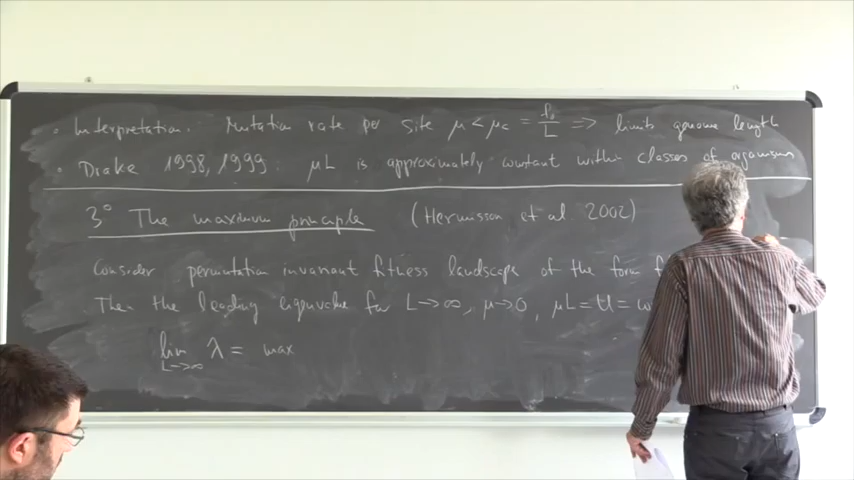 • Interpretation. Mutation rate per site μ < μc = f₀/L ⟹ limits genome length
• Drake 1998, 1999: μL is approximately constant within classes of organisms
3° The maximum principle (Hermisson et al 2002)
Consider permutation invariant fitness landscape of the form f
Then the leading eigenvalue for L→∞, μ→0, μL = U =
lim L→∞ λ = max